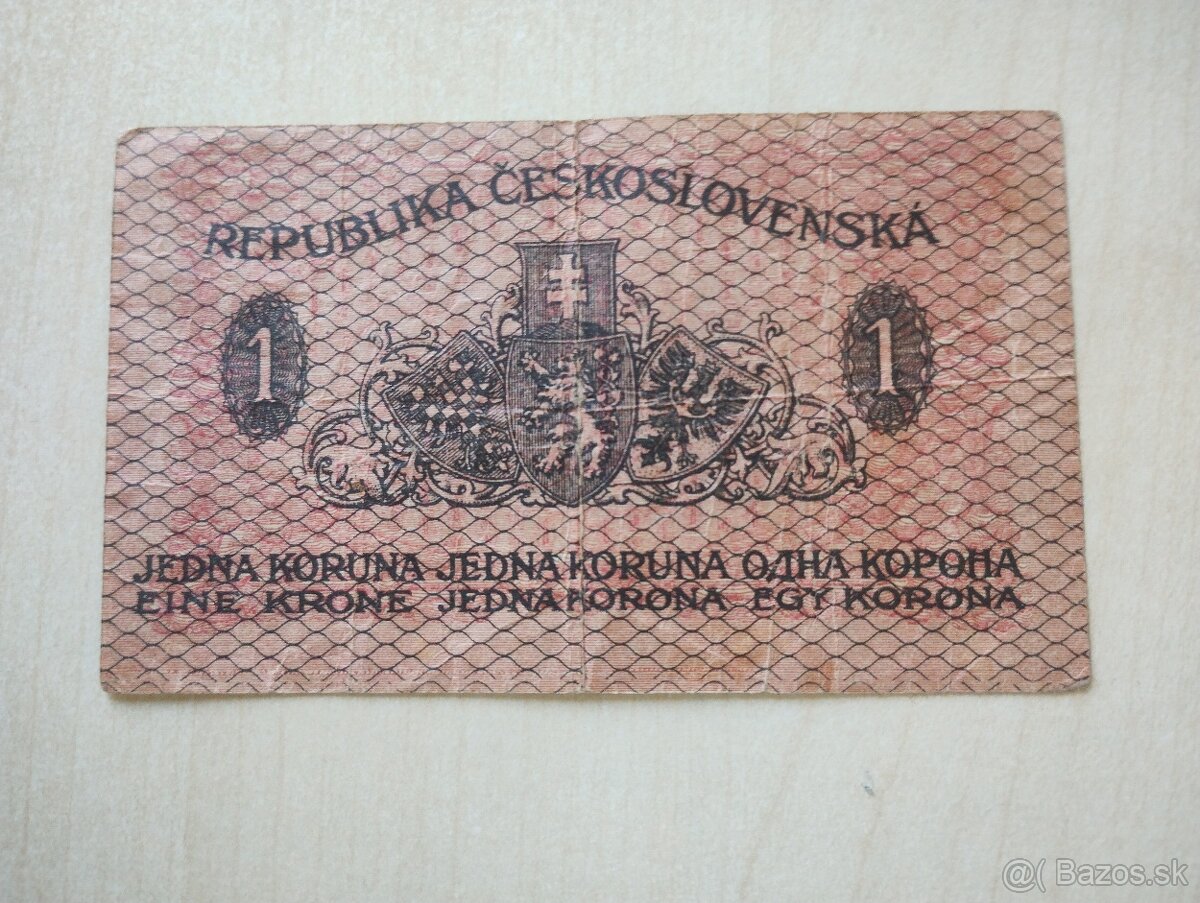 REPUBLIKA ČESKOSLOVENSKÁ
1 1
JEDNA KORUNA JEDNA KORUNA ОДНА КОРОНА
EINE KRONE JEDNA KORONA EGY KORONA
@( Bazos.sk